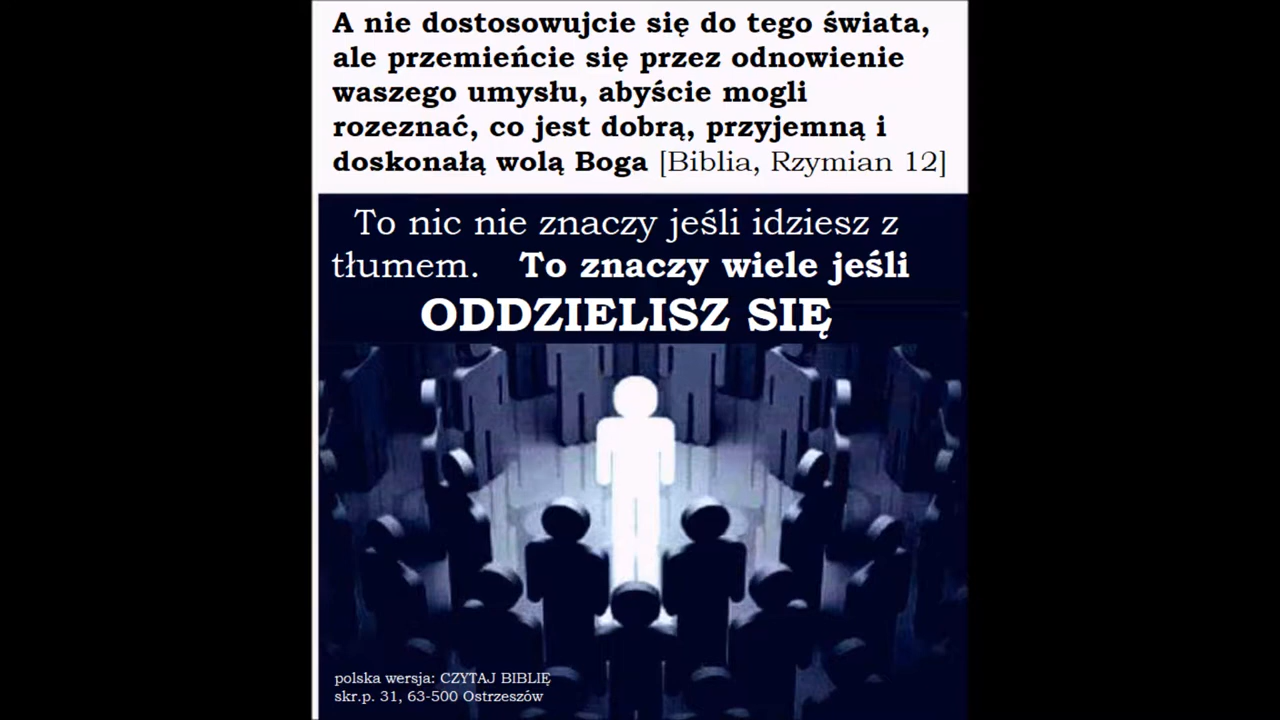 A nie dostosowujcie się do tego świata,
ale przemieńcie się przez odnowienie
waszego umysłu, abyście mogli
rozeznać, co jest dobrą, przyjemną i
doskonałą wolą Boga [Biblia, Rzymian 12]
To nic nie znaczy jeśli idziesz z
tłumem. To znaczy wiele jeśli
ODDZIELISZ SIĘ
polska wersja: CZYTAJ BIBLIĘ
skr.p. 31, 63-500 Ostrzeszów